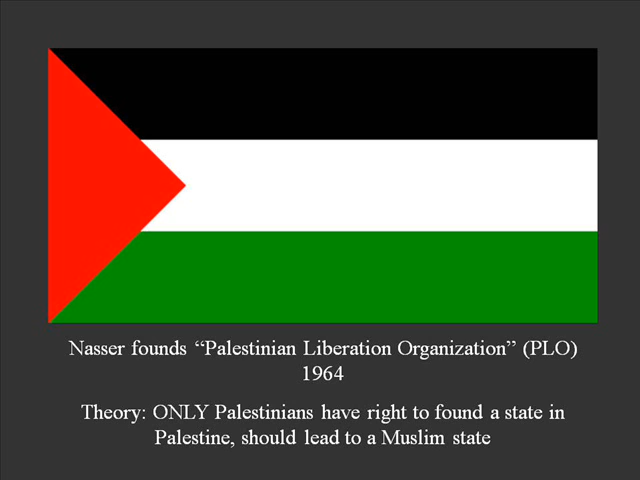 Nasser founds “Palestinian Liberation Organization” (PLO)
1964
Theory: ONLY Palestinians have right to found a state in
Palestine, should lead to a Muslim state